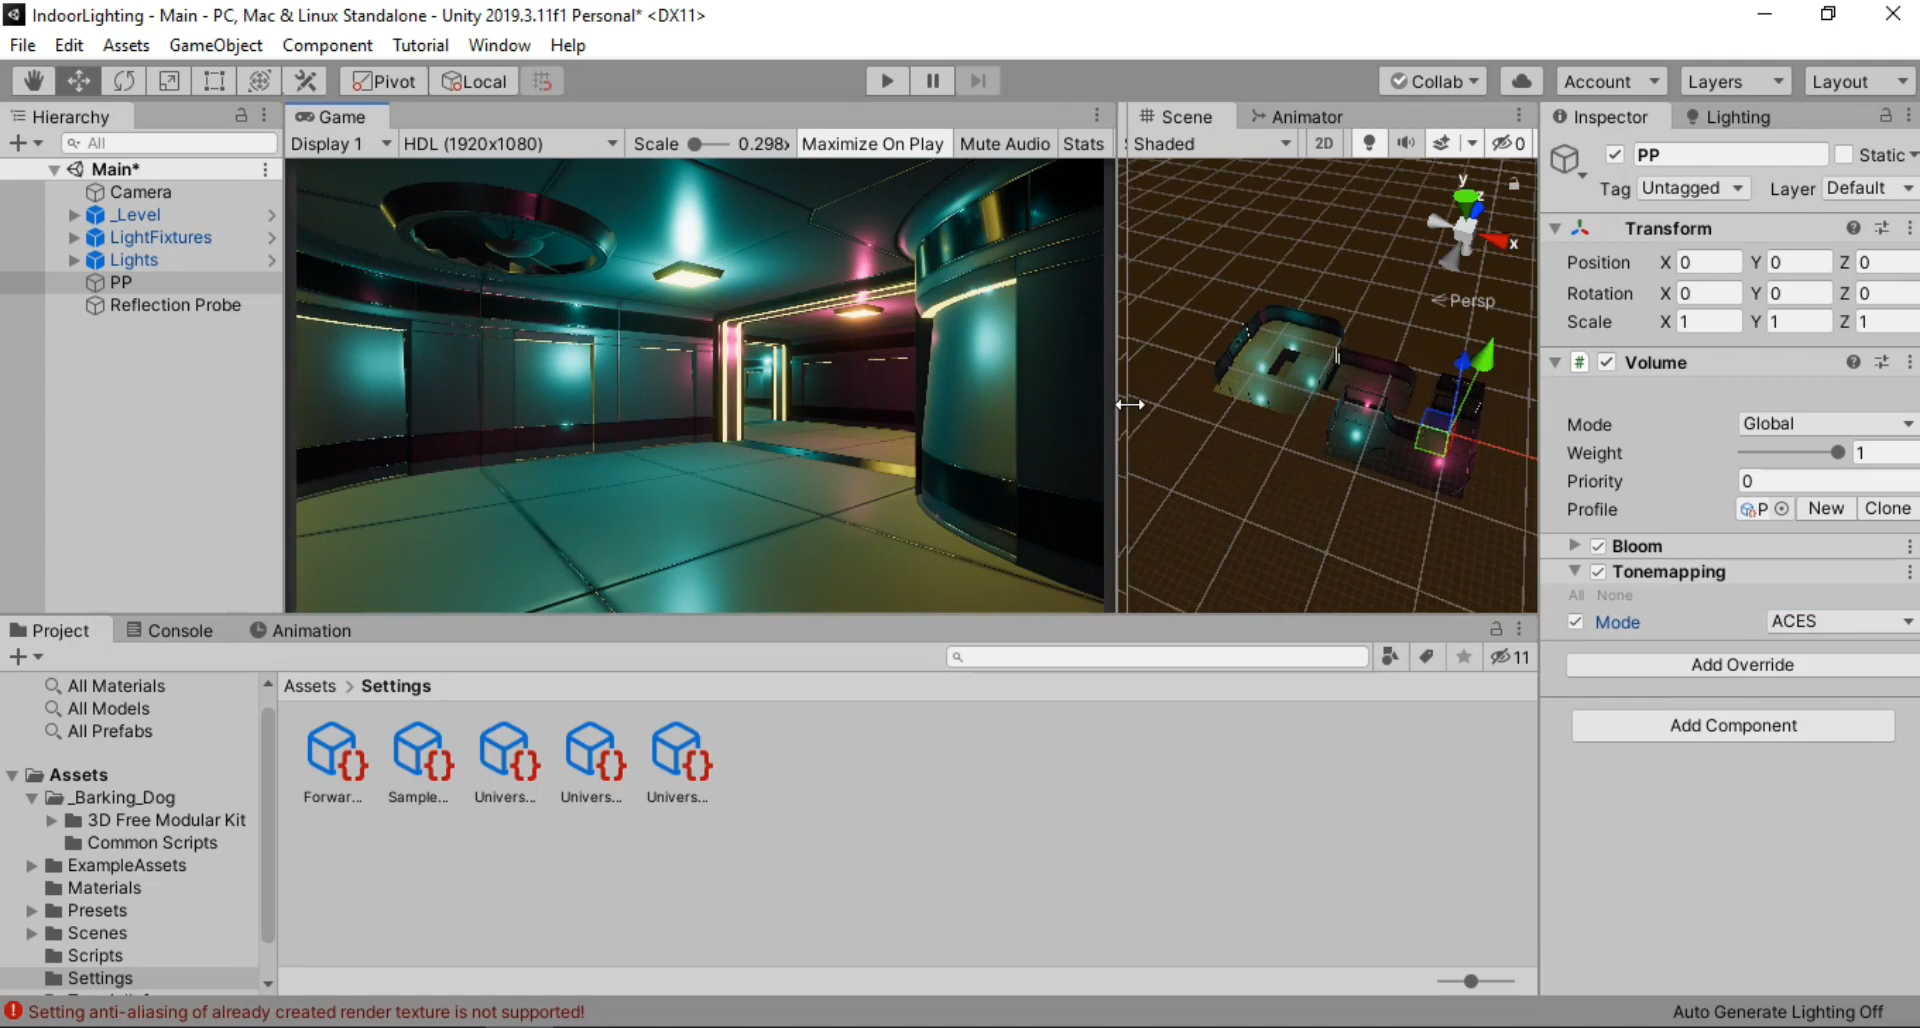 IndoorLighting - Main - PC, Mac & Linux Standalone - Unity 2019.3.11f1 Personal* <DX11>
File Edit Assets GameObject Component Tutorial Window Help
Pivot Local Collab Account Layers Layout
Hierarchy
All
Main*
Camera
_Level
LightFixtures
Lights
PP
Reflection Probe
Game
Display 1 HDL (1920x1080) Scale 0.298 Maximize On Play Mute Audio Stats
Scene Animator
Shaded 2D 0
y
z
x
Persp
Inspector Lighting
PP Static
Tag Untagged Layer Default
Transform
Position X 0 Y 0 Z 0
Rotation X 0 Y 0 Z 0
Scale X 1 Y 1 Z 1
# Volume
Mode Global
Weight 1
Priority 0
Profile P New Clone
Bloom
Tonemapping
All None
Mode ACES
Add Override
Add Component
Project Console Animation
11
All Materials
All Models
All Prefabs
Assets
_Barking_Dog
3D Free Modular Kit
Common Scripts
ExampleAssets
Materials
Presets
Scenes
Scripts
Settings
Assets > Settings
Forwar... Sample... Univers... Univers... Univers...
Setting anti-aliasing of already created render texture is not supported!
Auto Generate Lighting Off